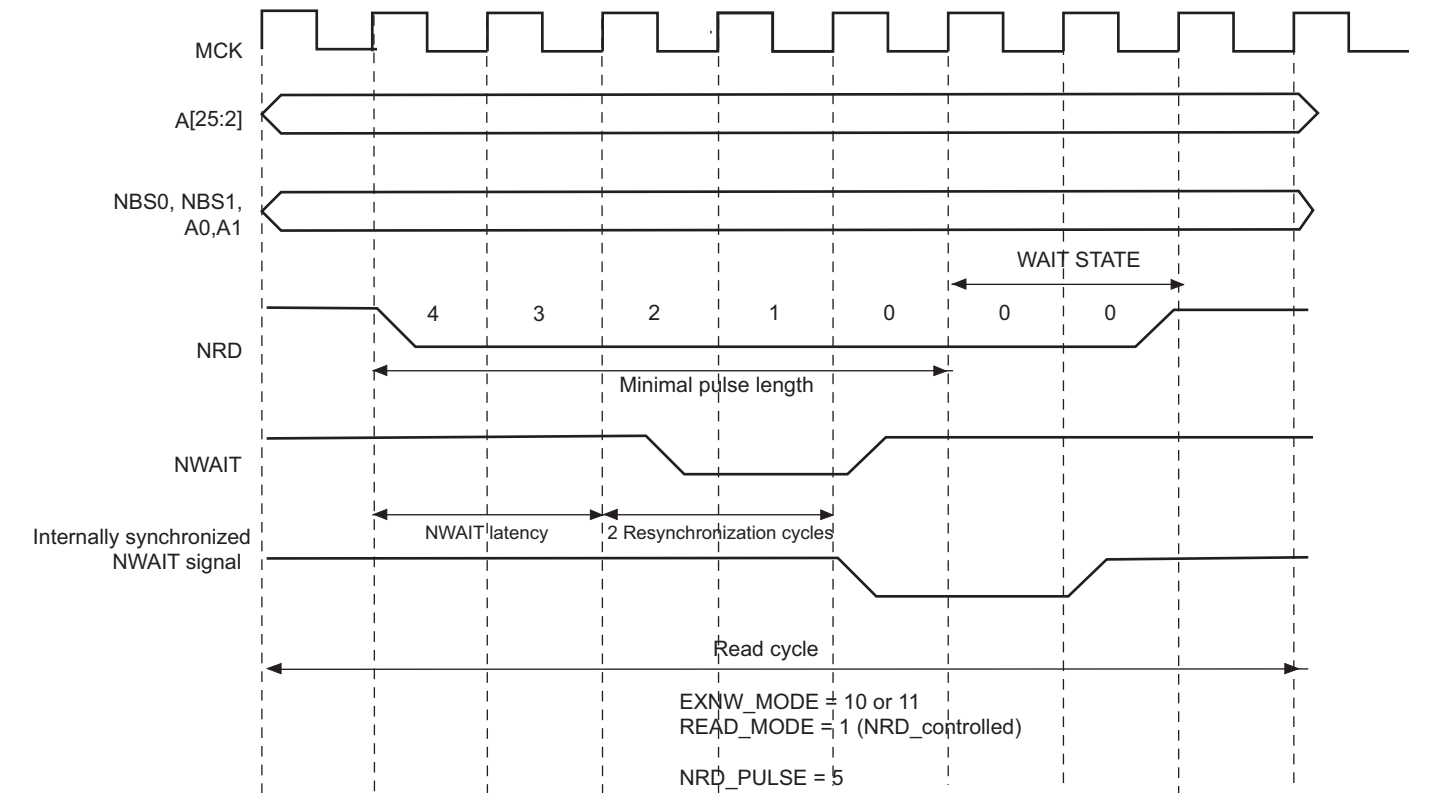 MCK
A[25:2]
NBS0, NBS1,
A0,A1
WAIT STATE
4 3 2 1 0 0 0
NRD
Minimal pulse length
NWAIT
NWAIT latency
2 Resynchronization cycles
Internally synchronized
NWAIT signal
Read cycle
EXNW_MODE = 10 or 11
READ_MODE = 1 (NRD_controlled)
NRD_PULSE = 5